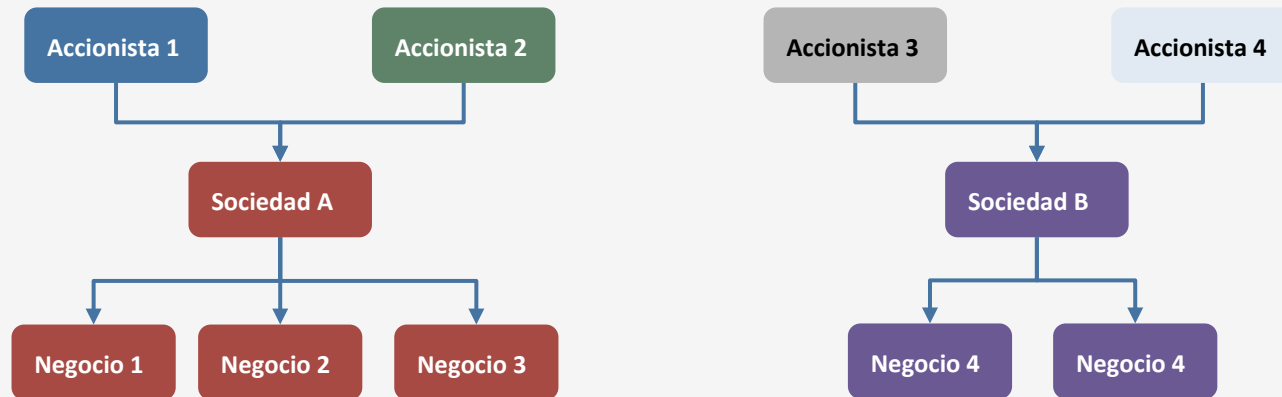 Accionista 1
Accionista 2
Accionista 3
Accionista 4
Sociedad A
Sociedad B
Negocio 1
Negocio 2
Negocio 3
Negocio 4
Negocio 4